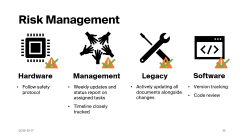 Risk Management
Hardware
Management
Legacy
Software
• Follow safety
protocol
• Weekly updates and
status report on
assigned tasks
• Timeline closely
tracked
• Actively updating all
documents alongside
changes
• Version tracking
• Code review